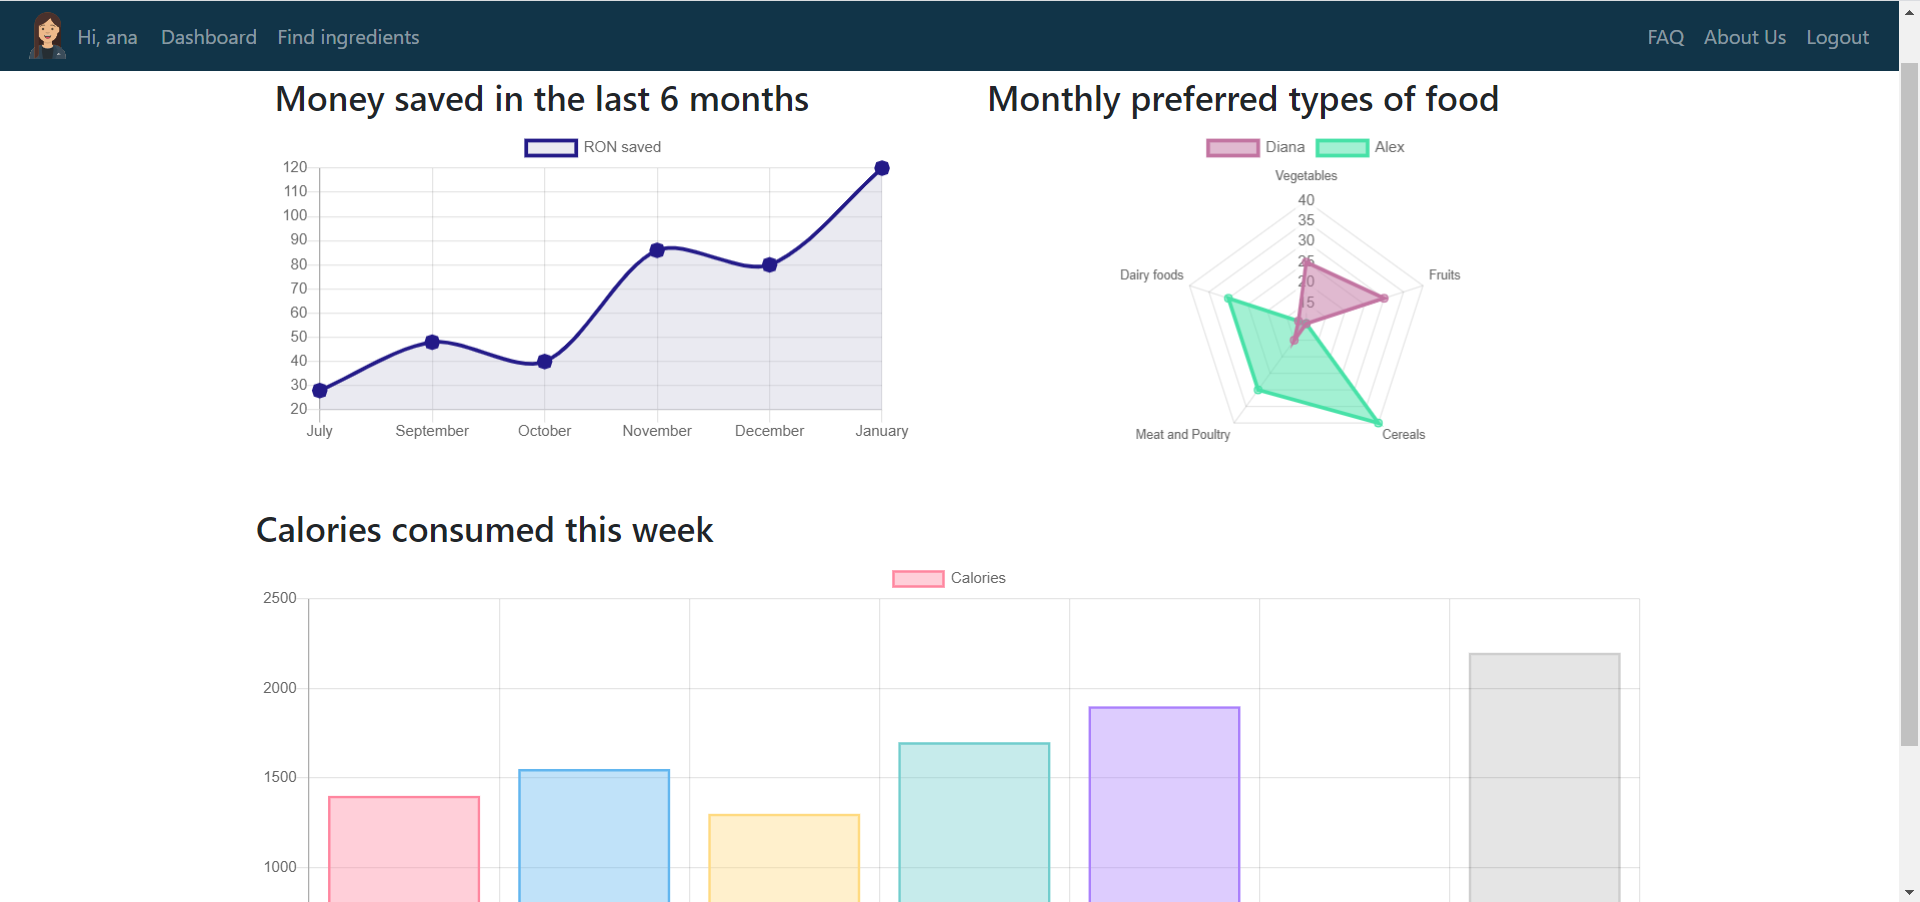 Hi, ana Dashboard Find ingredients FAQ About Us Logout
Money saved in the last 6 months
RON saved
120
110
100
90
80
70
60
50
40
30
20
July September October November December January
Monthly preferred types of food
Diana Alex
Vegetables
40
35
30
25
20
15
Dairy foods Fruits
Meat and Poultry Cereals
Calories consumed this week
Calories
2500
2000
1500
1000